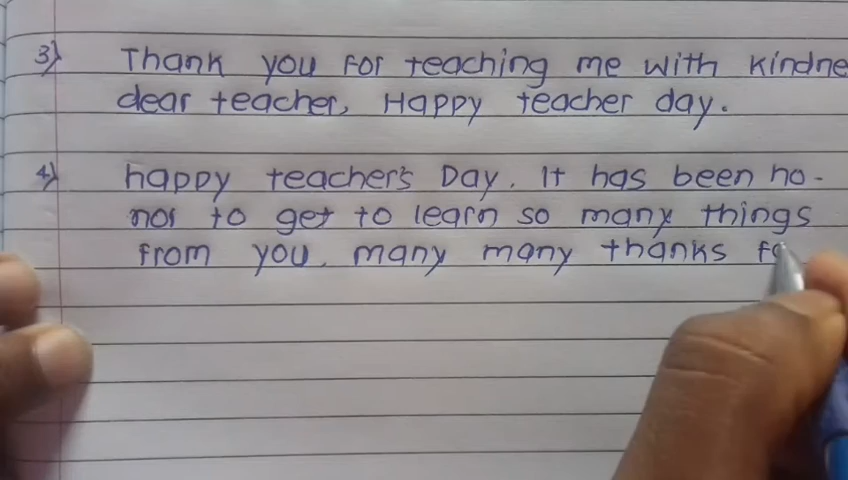 3) Thank you For teaching me with kindne
dear teacher, Happy teacher day.
4) happy teacher's Day. It has been ho-
nor to get to learn so many things
from you. many many thanks fo